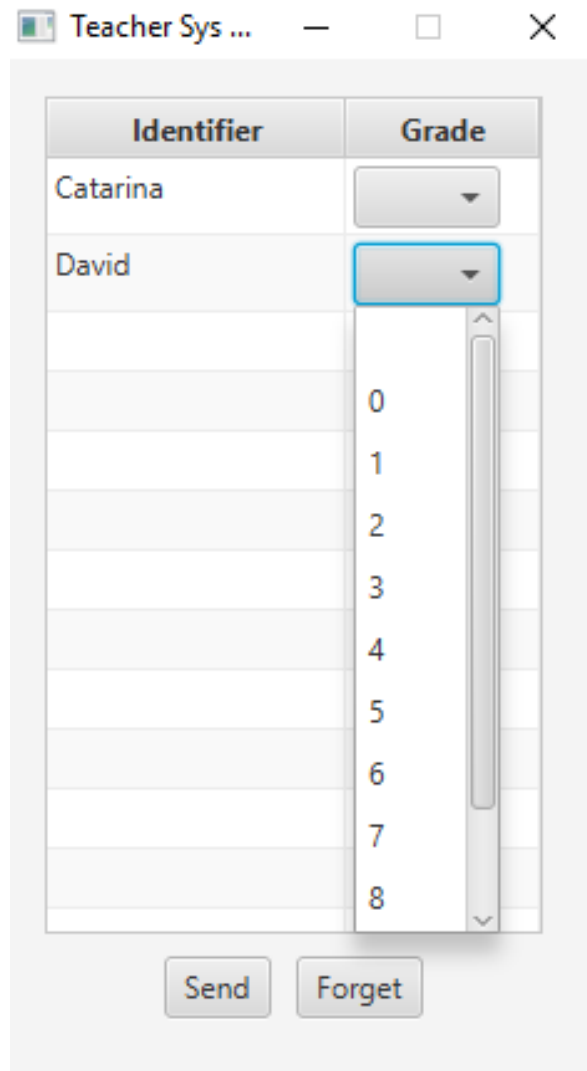 Teacher Sys ...
Identifier Grade
Catarina
David
0
1
2
3
4
5
6
7
8
Send Forget